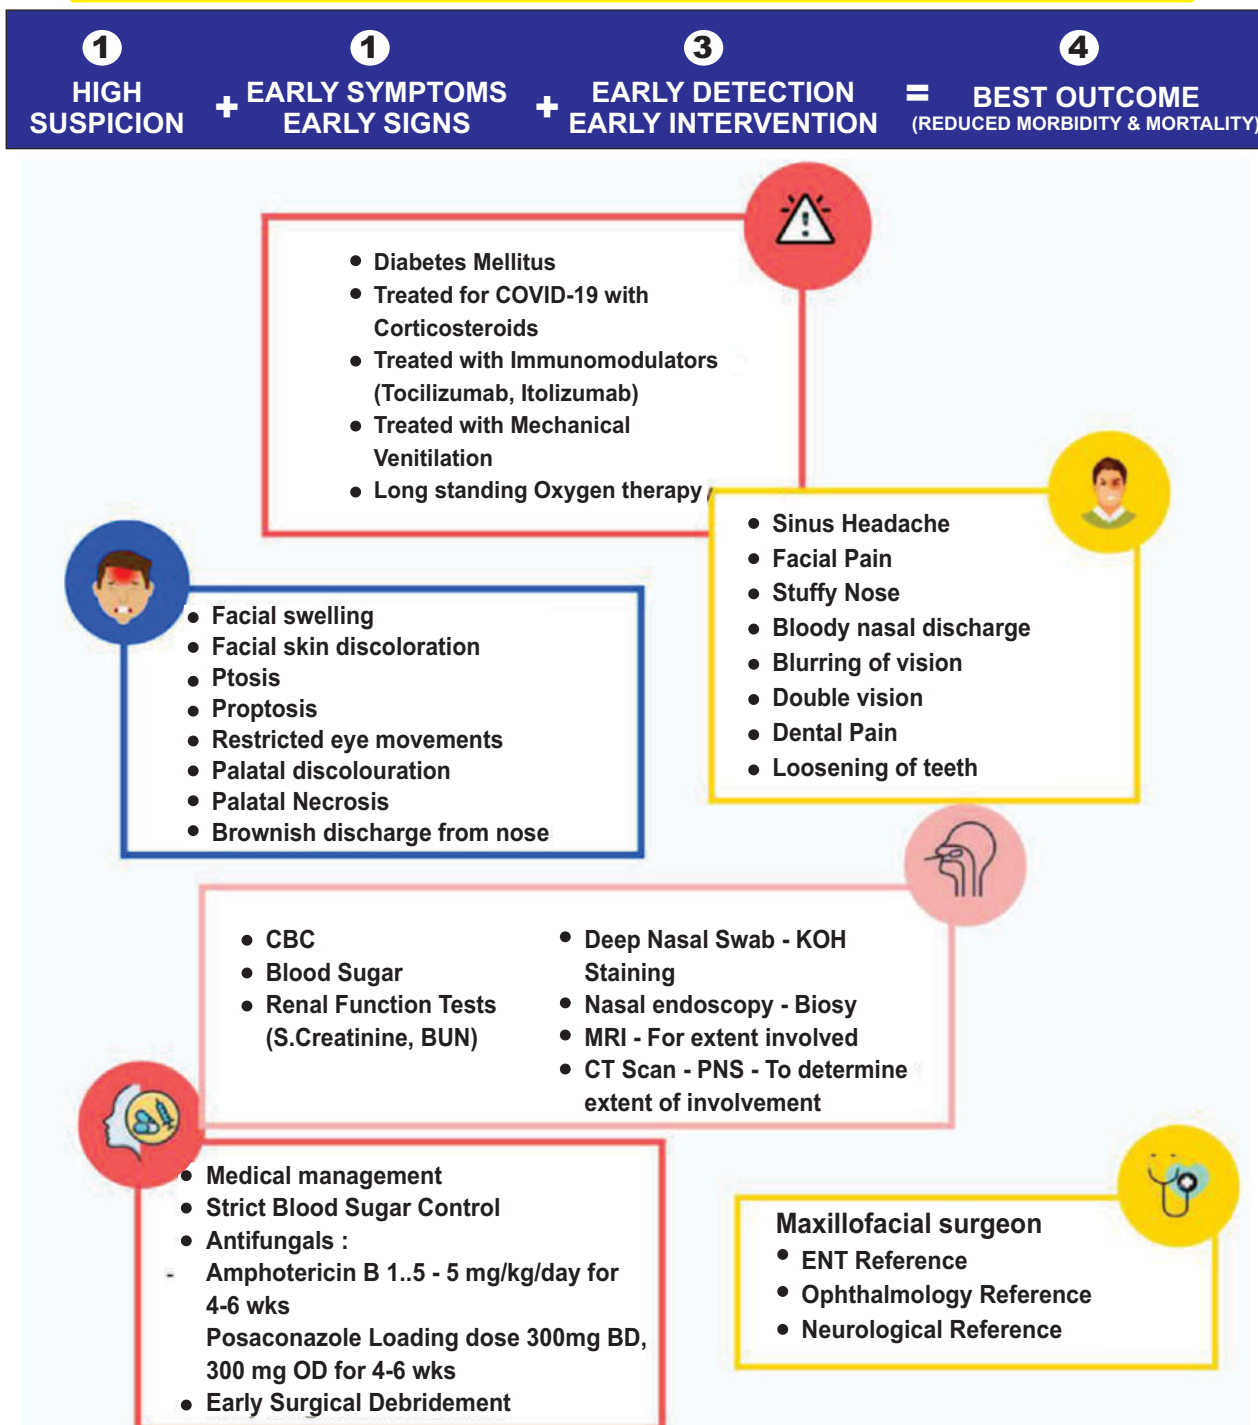 1
HIGH
SUSPICION
+
1
EARLY SYMPTOMS
EARLY SIGNS
+
3
EARLY DETECTION
EARLY INTERVENTION
=
4
BEST OUTCOME
(REDUCED MORBIDITY & MORTALITY)
• Diabetes Mellitus
• Treated for COVID-19 with
Corticosteroids
• Treated with Immunomodulators
(Tocilizumab, Itolizumab)
• Treated with Mechanical
Venitilation
• Long standing Oxygen therapy
• Sinus Headache
• Facial Pain
• Stuffy Nose
• Bloody nasal discharge
• Blurring of vision
• Double vision
• Dental Pain
• Loosening of teeth
• Facial swelling
• Facial skin discoloration
• Ptosis
• Proptosis
• Restricted eye movements
• Palatal discolouration
• Palatal Necrosis
• Brownish discharge from nose
• CBC
• Blood Sugar
• Renal Function Tests
(S.Creatinine, BUN)
• Deep Nasal Swab - KOH
Staining
• Nasal endoscopy - Biosy
• MRI - For extent involved
• CT Scan - PNS - To determine
extent of involvement
• Medical management
• Strict Blood Sugar Control
• Antifungals :
- Amphotericin B 1..5 - 5 mg/kg/day for
4-6 wks
Posaconazole Loading dose 300mg BD,
300 mg OD for 4-6 wks
• Early Surgical Debridement
Maxillofacial surgeon
• ENT Reference
• Ophthalmology Reference
• Neurological Reference